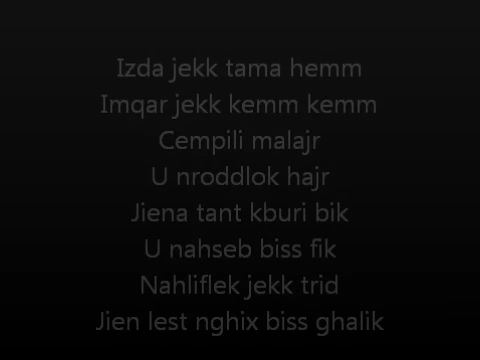 Izda jekk tama hemm
Imqar jekk kemm kemm
Cempili malajr
U nroddlok hajr
Jiena tant kburi bik
U nahseb biss fik
Nahliflek jekk trid
Jien lest nghix biss ghalik